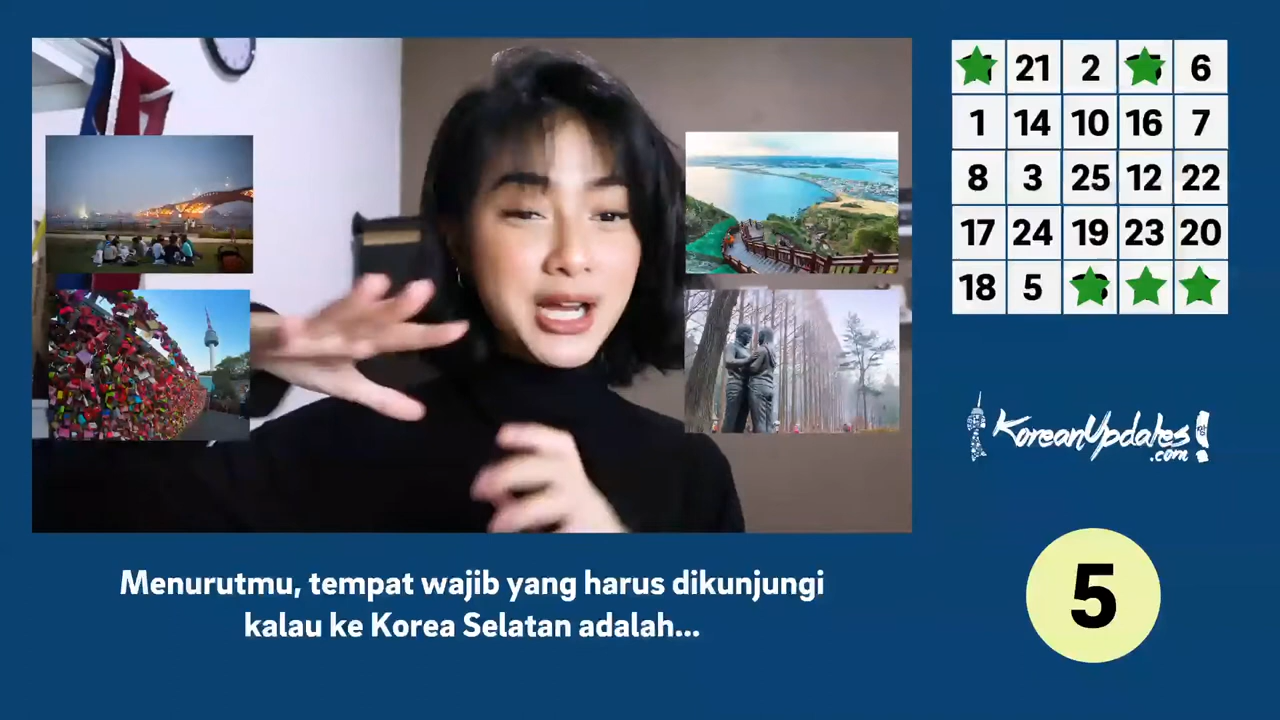 21 2 6
1 14 10 16 7
8 3 25 12 22
17 24 19 23 20
18 5
KoreanUpdates!
.com
5
Menurutmu, tempat wajib yang harus dikunjungi
kalau ke Korea Selatan adalah...